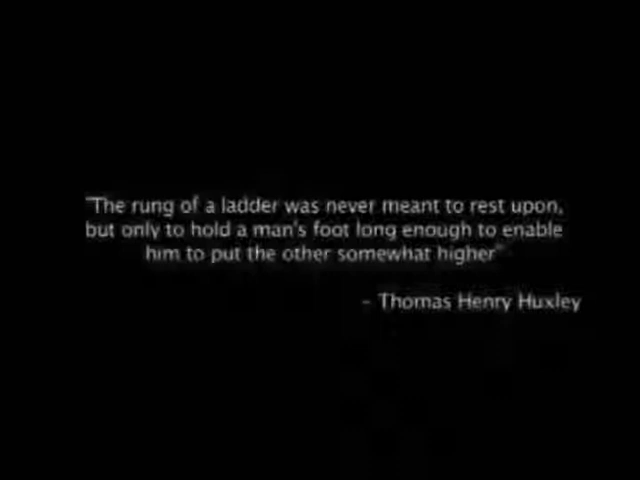 "The rung of a ladder was never meant to rest upon,
but only to hold a man's foot long enough to enable
him to put the other somewhat higher"
- Thomas Henry Huxley